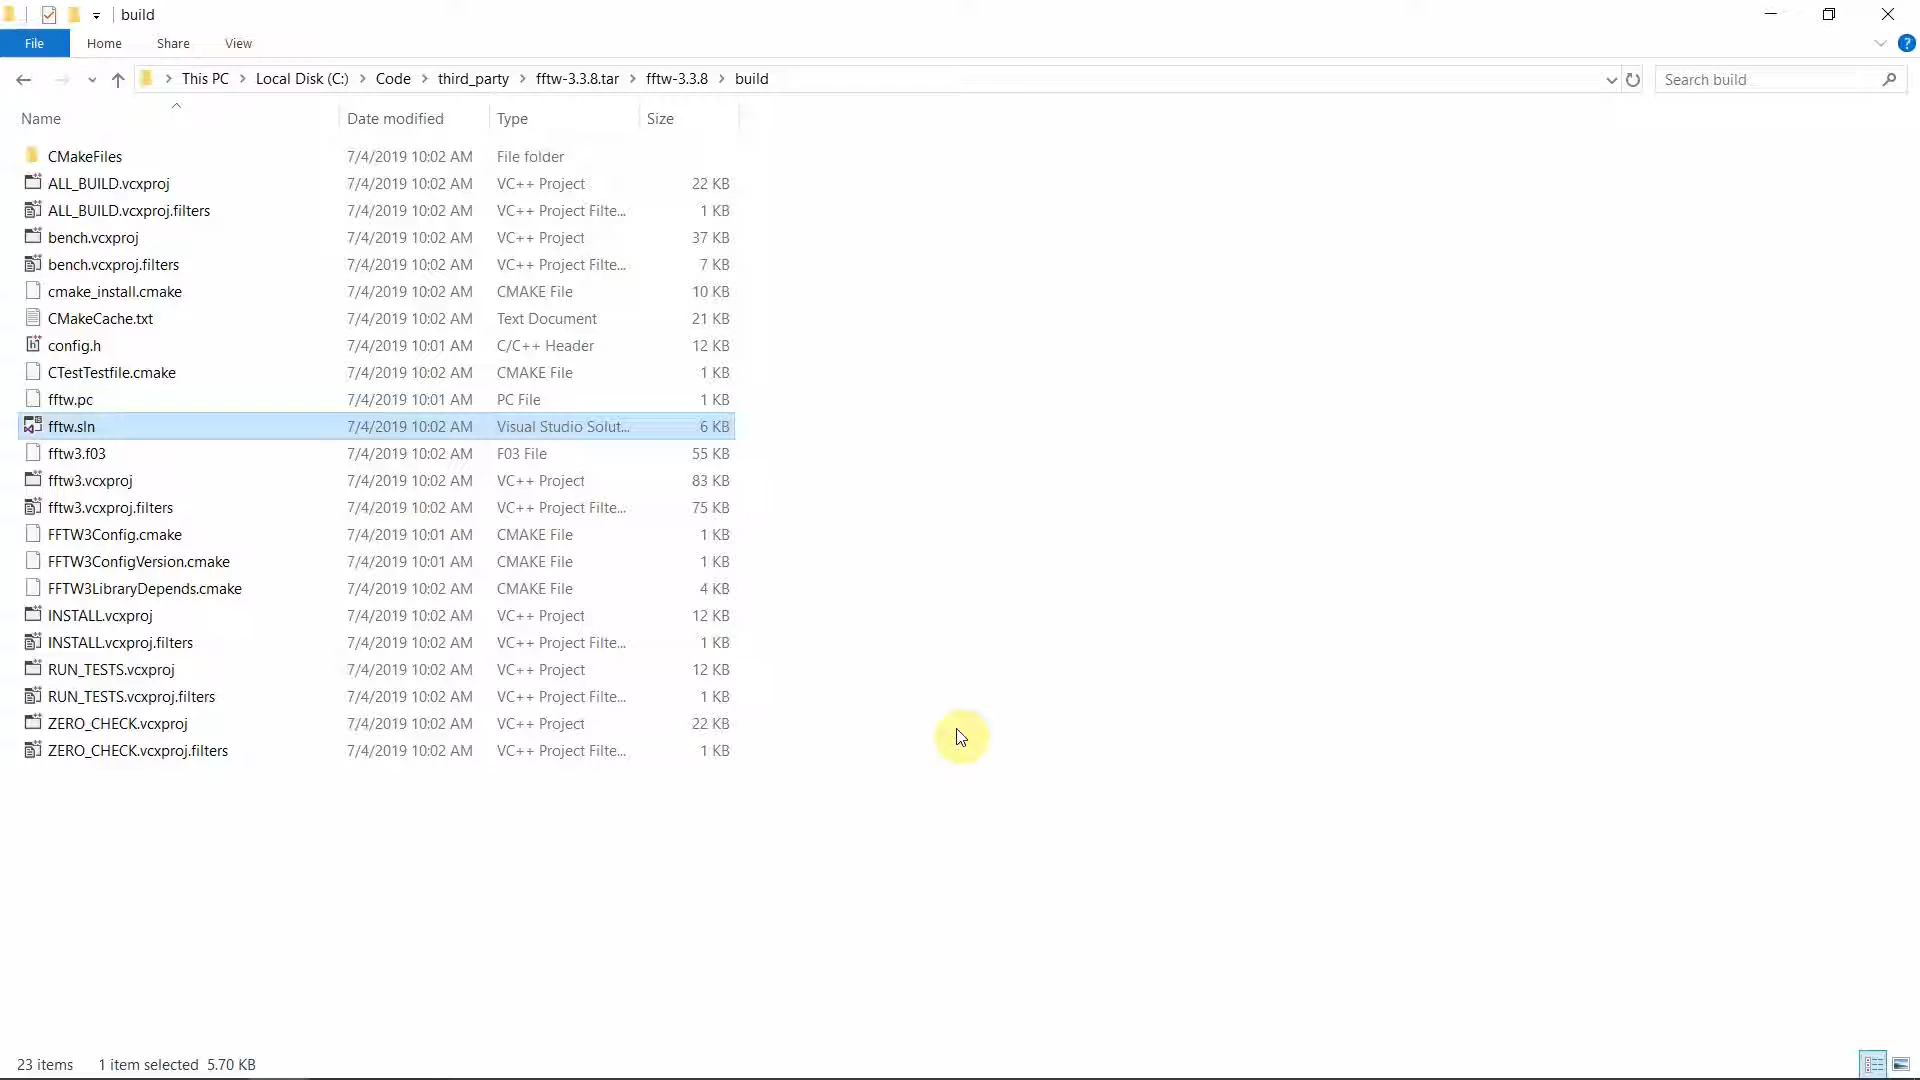 build
File Home Share View
This PC Local Disk (C:) Code third_party fftw-3.3.8.tar fftw-3.3.8 build Search build
Name Date modified Type Size
CMakeFiles 7/4/2019 10:02 AM File folder
ALL_BUILD.vcxproj 7/4/2019 10:02 AM VC++ Project 22 KB
ALL_BUILD.vcxproj.filters 7/4/2019 10:02 AM VC++ Project Filte... 1 KB
bench.vcxproj 7/4/2019 10:02 AM VC++ Project 37 KB
bench.vcxproj.filters 7/4/2019 10:02 AM VC++ Project Filte... 7 KB
cmake_install.cmake 7/4/2019 10:02 AM CMAKE File 10 KB
CMakeCache.txt 7/4/2019 10:02 AM Text Document 21 KB
config.h 7/4/2019 10:01 AM C/C++ Header 12 KB
CTestTestfile.cmake 7/4/2019 10:02 AM CMAKE File 1 KB
fftw.pc 7/4/2019 10:01 AM PC File 1 KB
fftw.sln 7/4/2019 10:02 AM Visual Studio Solut... 6 KB
fftw3.f03 7/4/2019 10:02 AM F03 File 55 KB
fftw3.vcxproj 7/4/2019 10:02 AM VC++ Project 83 KB
fftw3.vcxproj.filters 7/4/2019 10:02 AM VC++ Project Filte... 75 KB
FFTW3Config.cmake 7/4/2019 10:01 AM CMAKE File 1 KB
FFTW3ConfigVersion.cmake 7/4/2019 10:01 AM CMAKE File 1 KB
FFTW3LibraryDepends.cmake 7/4/2019 10:02 AM CMAKE File 4 KB
INSTALL.vcxproj 7/4/2019 10:02 AM VC++ Project 12 KB
INSTALL.vcxproj.filters 7/4/2019 10:02 AM VC++ Project Filte... 1 KB
RUN_TESTS.vcxproj 7/4/2019 10:02 AM VC++ Project 12 KB
RUN_TESTS.vcxproj.filters 7/4/2019 10:02 AM VC++ Project Filte... 1 KB
ZERO_CHECK.vcxproj 7/4/2019 10:02 AM VC++ Project 22 KB
ZERO_CHECK.vcxproj.filters 7/4/2019 10:02 AM VC++ Project Filte... 1 KB
23 items 1 item selected 5.70 KB